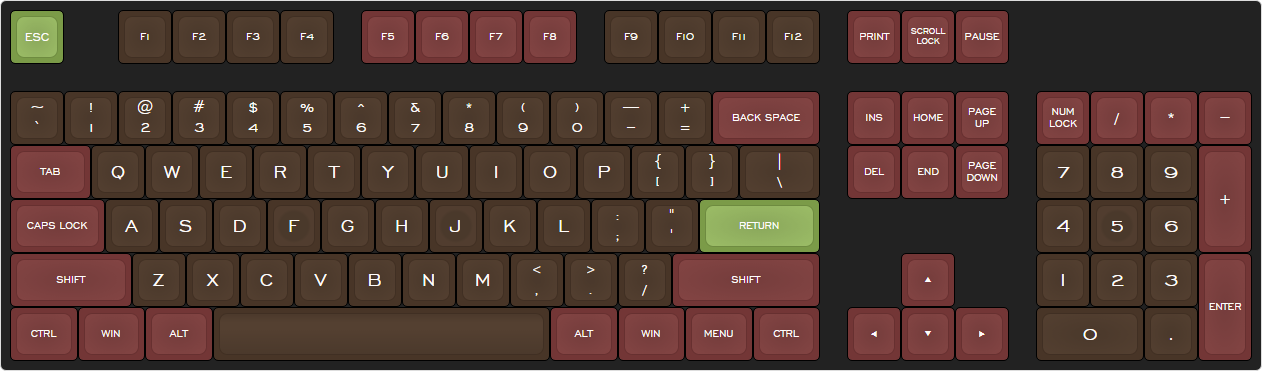 ESC F1 F2 F3 F4 F5 F6 F7 F8 F9 F10 F11 F12 PRINT SCROLL LOCK PAUSE
~ ! @ # $ % ^ & * ( ) — +
` 1 2 3 4 5 6 7 8 9 0 - = BACK SPACE INS HOME PAGE UP NUM LOCK / * –
TAB Q W E R T Y U I O P { [ } ] | \ DEL END PAGE DOWN 7 8 9 +
CAPS LOCK A S D F G H J K L : ; " ' RETURN 4 5 6
SHIFT Z X C V B N M < , > . ? / SHIFT ▲ 1 2 3 ENTER
CTRL WIN ALT ALT WIN MENU CTRL ◄ ▼ ► 0 .